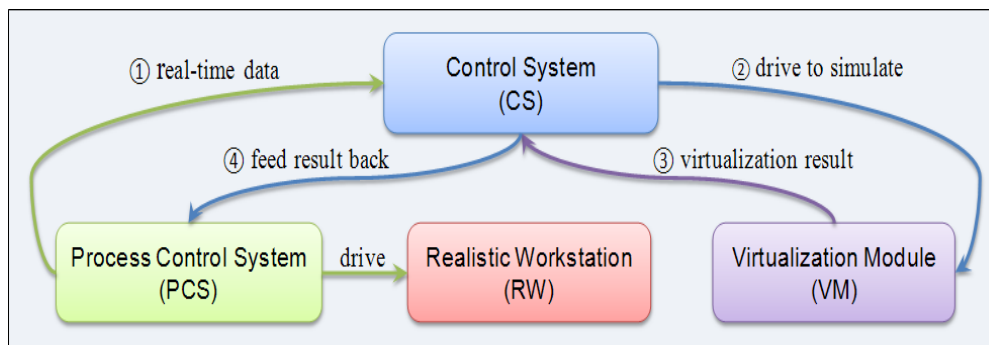 ① real-time data
Control System
(CS)
② drive to simulate
④ feed result back
③ virtualization result
Process Control System
(PCS)
drive
Realistic Workstation
(RW)
Virtualization Module
(VM)